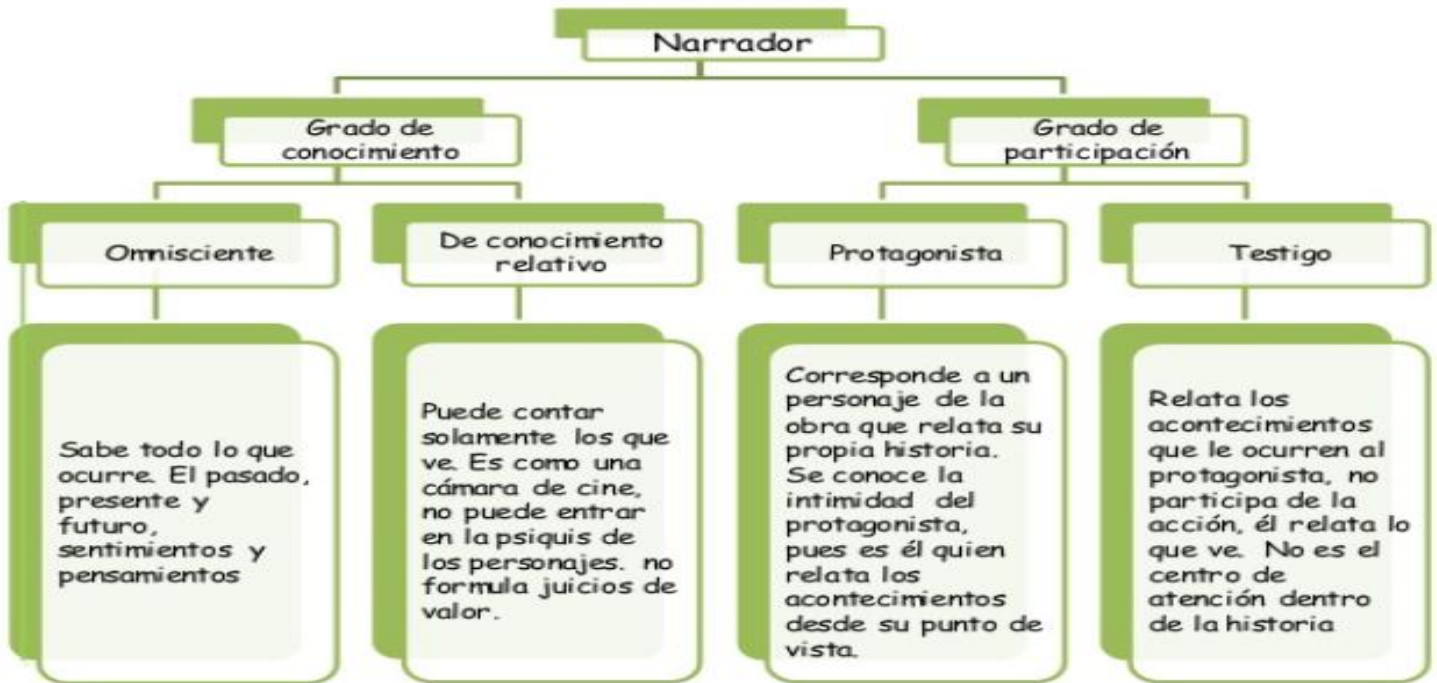 Narrador
Grado de
conocimiento
Grado de
participación
Omnisciente
De conocimiento
relativo
Protagonista
Testigo
Sabe todo lo que
ocurre. El pasado,
presente y
futuro,
sentimientos y
pensamientos
Puede contar
solamente los que
ve. Es como una
cámara de cine,
no puede entrar
en la psiquis de
los personajes. no
formula juicios de
valor.
Corresponde a un
personaje de la
obra que relata su
propia historia.
Se conoce la
intimidad del
protagonista,
pues es él quien
relata los
acontecimientos
desde su punto de
vista.
Relata los
acontecimientos
que le ocurren al
protagonista, no
participa de la
acción, él relata lo
que ve. No es el
centro de
atención dentro
de la historia